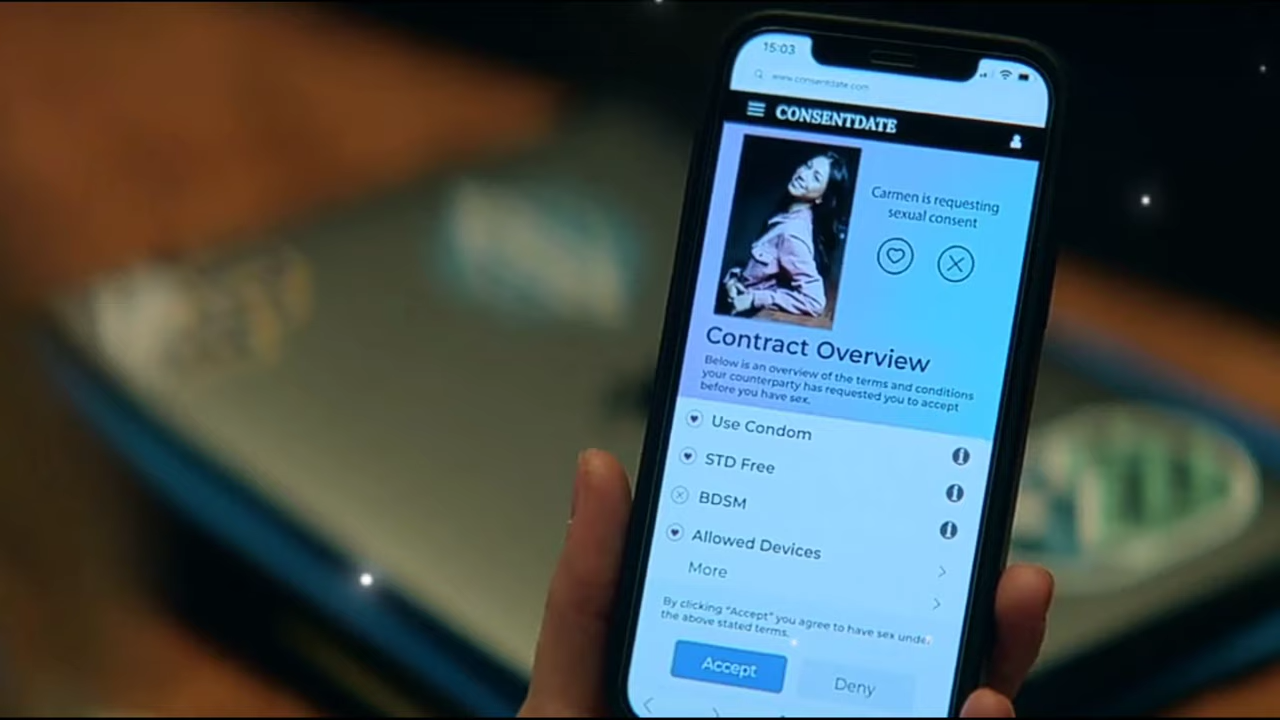 15:03
www.consentdate.com
CONSENTDATE
Carmen is requesting
sexual consent
Contract Overview
Below is an overview of the terms and conditions
your counterparty has requested you to accept
before you have sex.
Use Condom
STD Free
BDSM
Allowed Devices
More
By clicking "Accept" you agree to have sex under
the above stated terms.
Accept
Deny